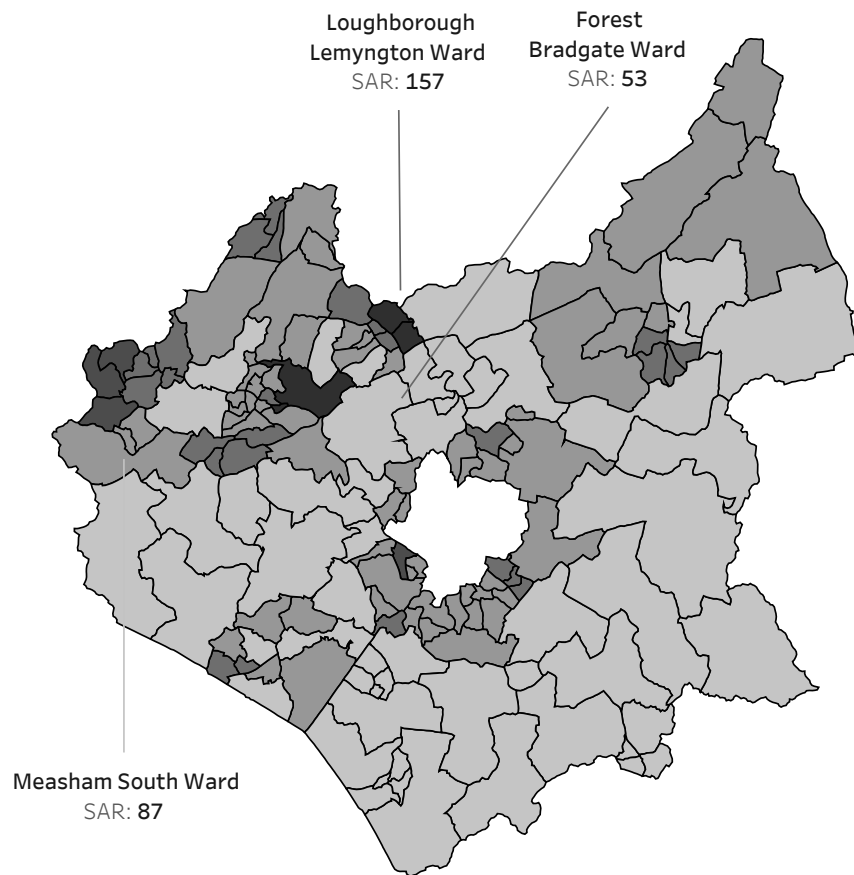 Loughborough
Lemyngton Ward
SAR: 157
Forest
Bradgate Ward
SAR: 53
Measham South Ward
SAR: 87